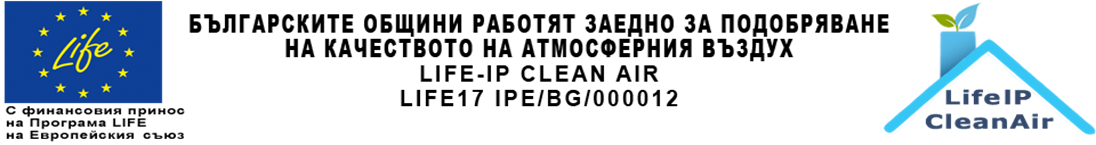 Life
С финансовия принос
на Програма LIFE
на Европейския съюз
БЪЛГАРСКИТЕ ОБЩИНИ РАБОТЯТ ЗАЕДНО ЗА ПОДОБРЯВАНЕ
НА КАЧЕСТВОТО НА АТМОСФЕРНИЯ ВЪЗДУХ
LIFE-IP CLEAN AIR
LIFE17 IPE/BG/000012
LifeIP
CleanAir